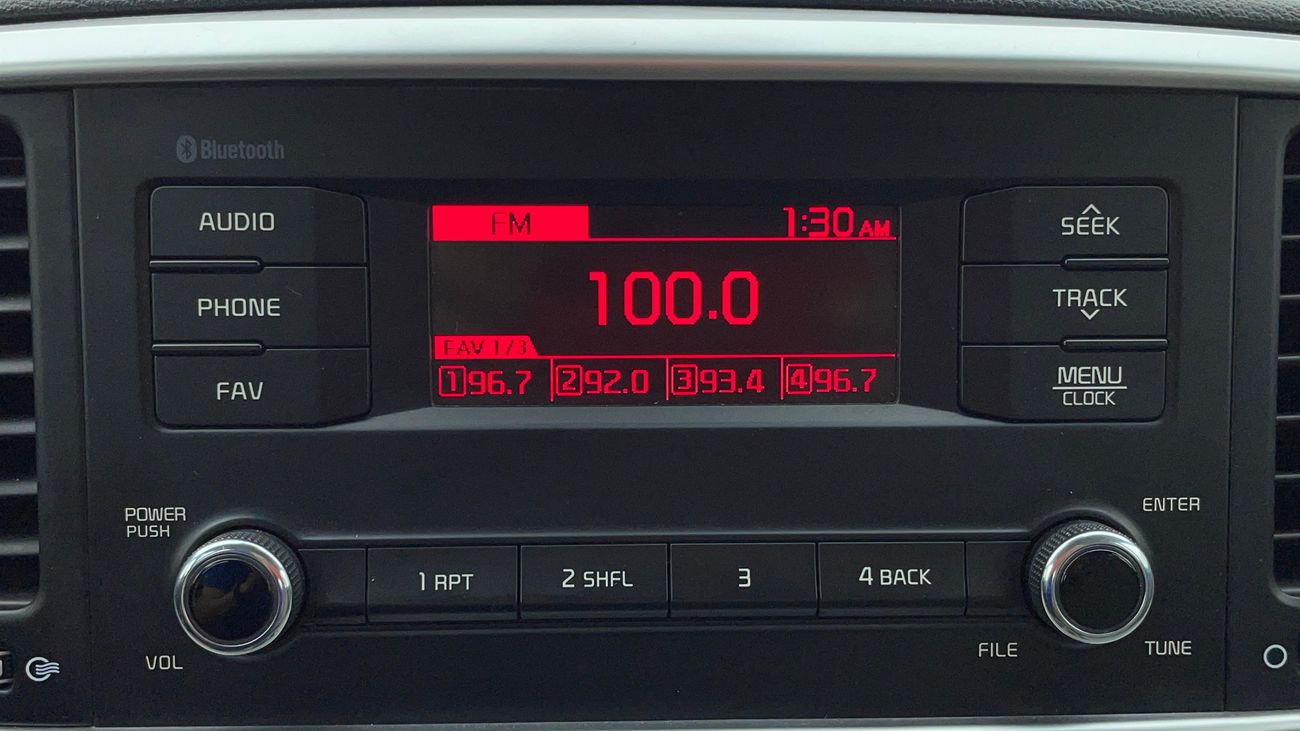 Bluetooth
AUDIO
PHONE
FAV
FM 1:30 AM
100.0
FAV 1/3
1 96.7 2 92.0 3 93.4 4 96.7
SEEK
TRACK
MENU
CLOCK
POWER
PUSH
VOL
1 RPT
2 SHFL
3
4 BACK
ENTER
FILE
TUNE